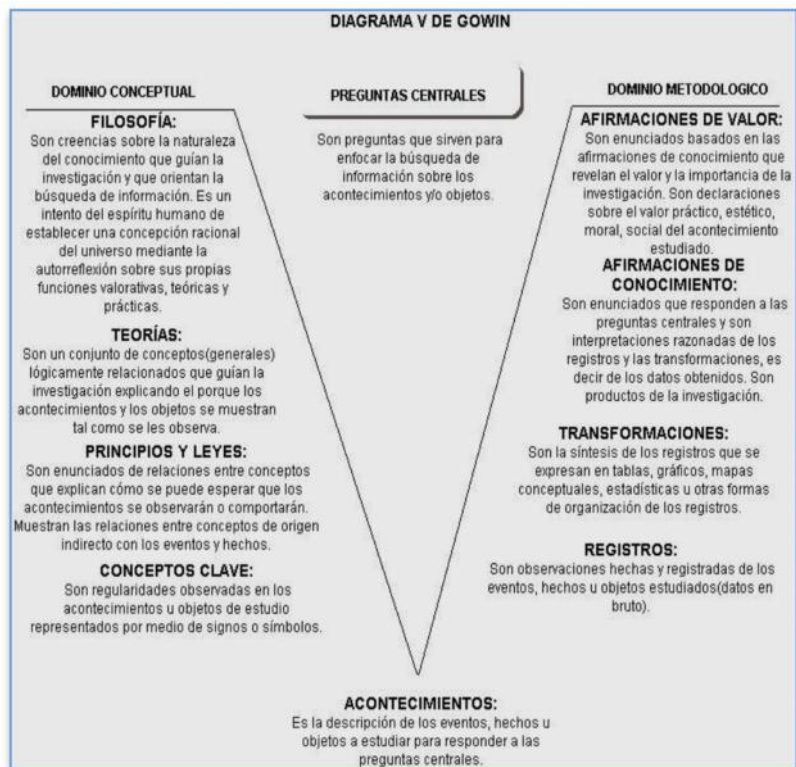 DIAGRAMA V DE GOWIN
DOMINIO CONCEPTUAL
FILOSOFÍA:
Son creencias sobre la naturaleza
del conocimiento que guían la
investigación y que orientan la
búsqueda de información. Es un
intento del espíritu humano de
establecer una concepción racional
del universo mediante la
autorreflexión sobre sus propias
funciones valorativas, teóricas y
prácticas.
TEORÍAS:
Son un conjunto de conceptos(generales)
lógicamente relacionados que guían la
investigación explicando el porque los
acontecimientos y los objetos se muestran
tal como se les observa.
PRINCIPIOS Y LEYES:
Son enunciados de relaciones entre conceptos
que explican cómo se puede esperar que los
acontecimientos se observarán o comportarán.
Muestran las relaciones entre conceptos de origen
indirecto con los eventos y hechos.
CONCEPTOS CLAVE:
Son regularidades observadas en los
acontecimientos u objetos de estudio
representados por medio de signos o símbolos.
PREGUNTAS CENTRALES
Son preguntas que sirven para
enfocar la búsqueda de
información sobre los
acontecimientos y/o objetos.
DOMINIO METODOLOGICO
AFIRMACIONES DE VALOR:
Son enunciados basados en las
afirmaciones de conocimiento que
revelan el valor y la importancia de la
investigación. Son declaraciones
sobre el valor práctico, estético,
moral, social del acontecimiento
estudiado.
AFIRMACIONES DE
CONOCIMIENTO:
Son enunciados que responden a las
preguntas centrales y son
interpretaciones razonadas de los
registros y las transformaciones, es
decir de los datos obtenidos. Son
productos de la investigación.
TRANSFORMACIONES:
Son la síntesis de los registros que se
expresan en tablas, gráficos, mapas
conceptuales, estadísticas u otras formas
de organización de los registros.
REGISTROS:
Son observaciones hechas y registradas de los
eventos, hechos u objetos estudiados(datos en
bruto).
ACONTECIMIENTOS:
Es la descripción de los eventos, hechos u
objetos a estudiar para responder a las
preguntas centrales.